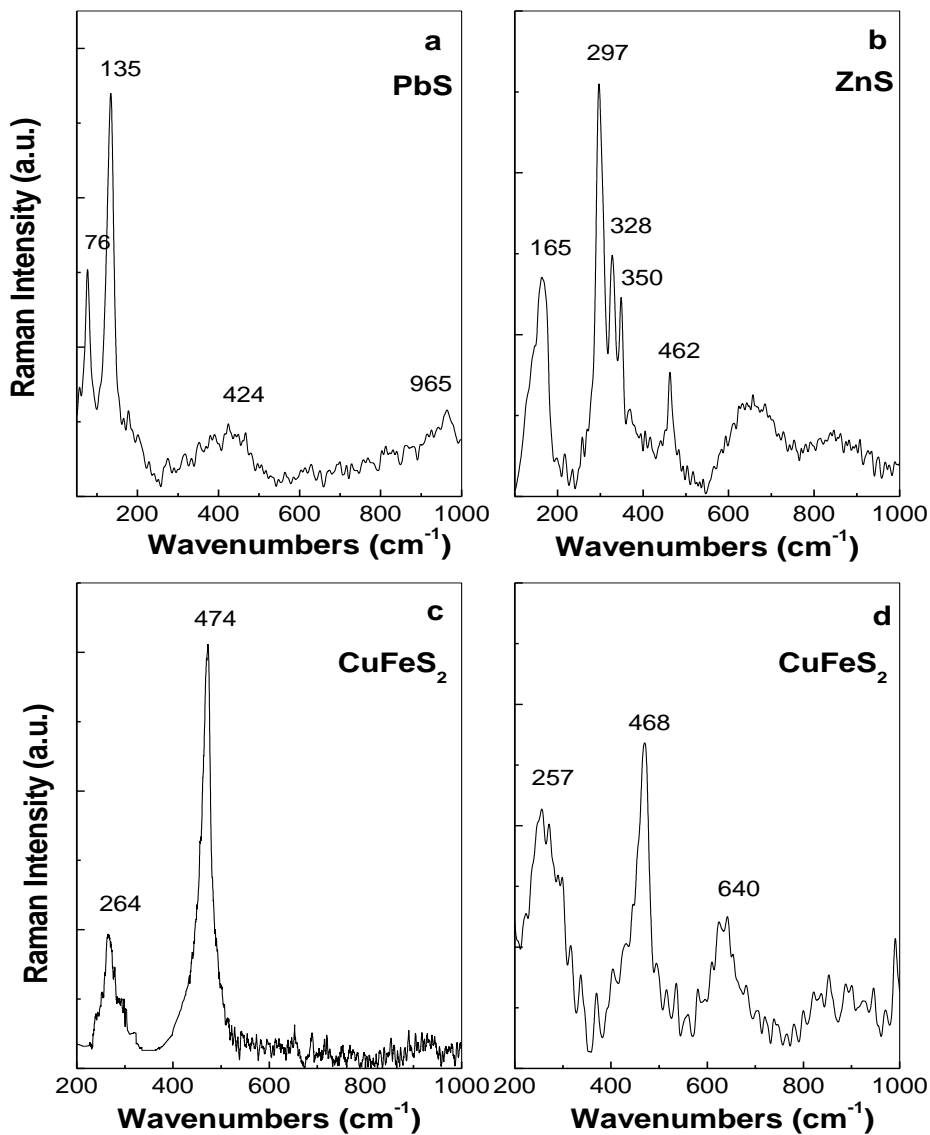 a
PbS
135
76
424
965
Raman Intensity (a.u.)
200 400 600 800 1000
Wavenumbers (cm⁻¹)
b
ZnS
297
328
165
350
462
200 400 600 800 1000
Wavenumbers (cm⁻¹)
c
CuFeS₂
474
264
Raman Intensity (a.u.)
200 400 600 800 1000
Wavenumbers (cm⁻¹)
d
CuFeS₂
468
257
640
200 400 600 800 1000
Wavenumbers (cm⁻¹)